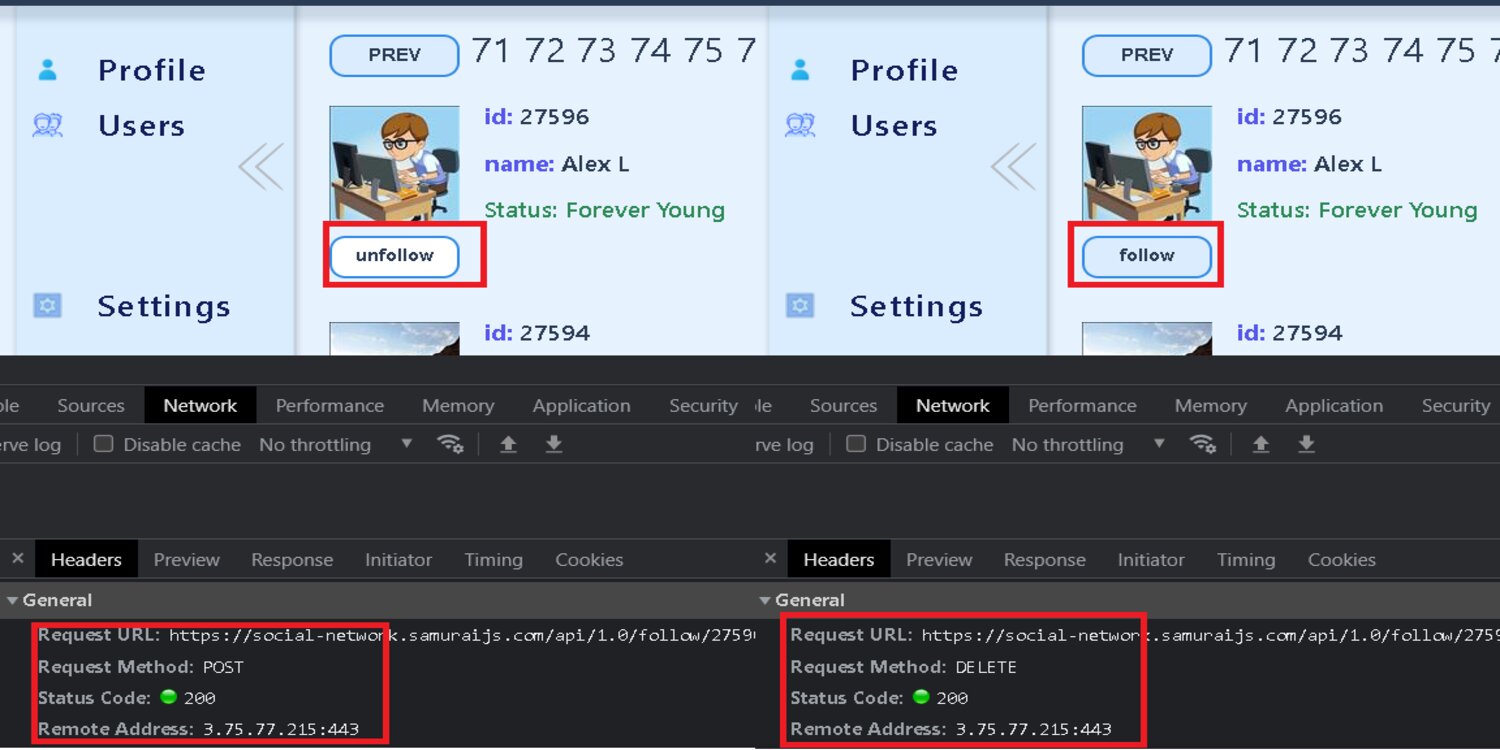 PREV 71 72 73 74 75 7
Profile
Users
id: 27596
name: Alex L
Status: Forever Young
unfollow
Settings
id: 27594
Sources Network Performance Memory Application Security
Disable cache No throttling
× Headers Preview Response Initiator Timing Cookies
General
Request URL: https://social-network.samuraijs.com/api/1.0/follow/2759
Request Method: POST
Status Code: 200
Remote Address: 3.75.77.215:443
PREV 71 72 73 74 75 7
Profile
Users
id: 27596
name: Alex L
Status: Forever Young
follow
Settings
id: 27594
Sources Network Performance Memory Application Security
rve log Disable cache No throttling
× Headers Preview Response Initiator Timing Cookies
General
Request URL: https://social-network.samuraijs.com/api/1.0/follow/2759
Request Method: DELETE
Status Code: 200
Remote Address: 3.75.77.215:443